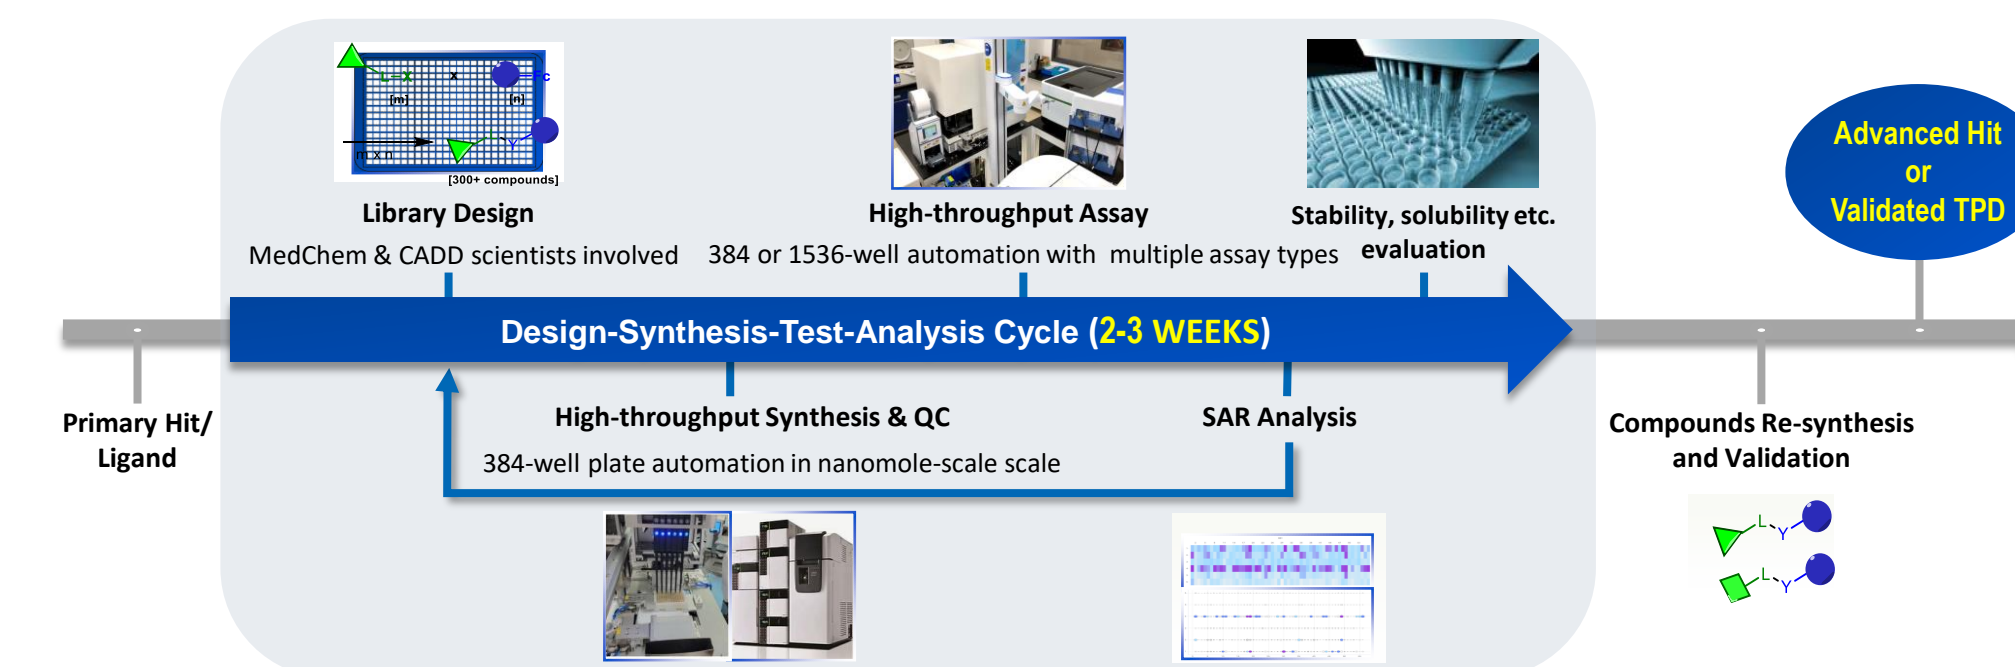 L-X
x
Fc
[m]
[n]
L
Y
m x n
[300+ compounds]
Library Design
MedChem & CADD scientists involved
High-throughput Assay
384 or 1536-well automation with multiple assay types
Stability, solubility etc.
evaluation
Advanced Hit
or
Validated TPD
Design-Synthesis-Test-Analysis Cycle (2-3 WEEKS)
Primary Hit/
Ligand
High-throughput Synthesis & QC
384-well plate automation in nanomole-scale scale
SAR Analysis
Compounds Re-synthesis
and Validation
L
Y
L
Y